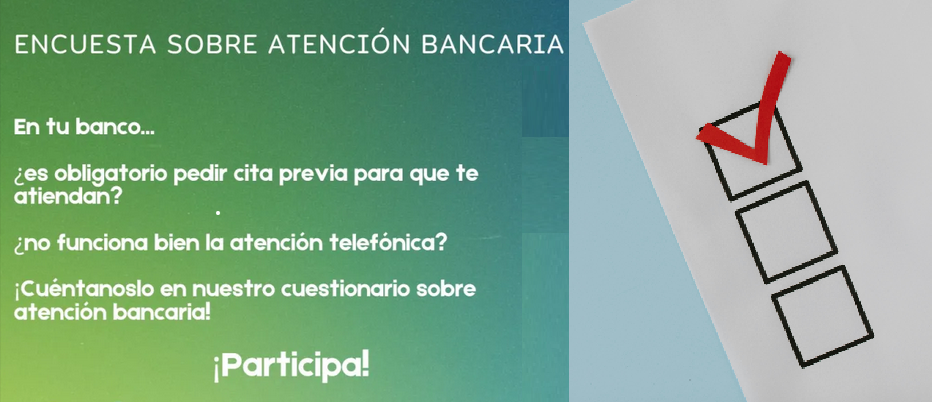 ENCUESTA SOBRE ATENCIÓN BANCARIA
En tu banco...
¿es obligatorio pedir cita previa para que te
atiendan?
¿no funciona bien la atención telefónica?
¡Cuéntanoslo en nuestro cuestionario sobre
atención bancaria!
¡Participa!